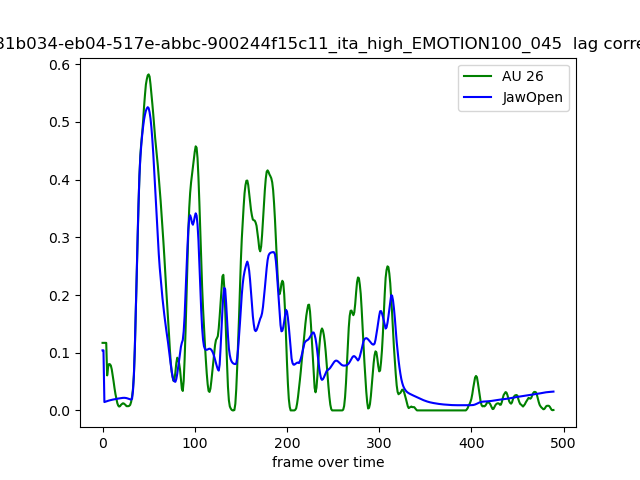 31b034-eb04-517e-abbc-900244f15c11_ita_high_EMOTION100_045 lag corre
AU 26
JawOpen
0.6
0.5
0.4
0.3
0.2
0.1
0.0
0 100 200 300 400 500
frame over time